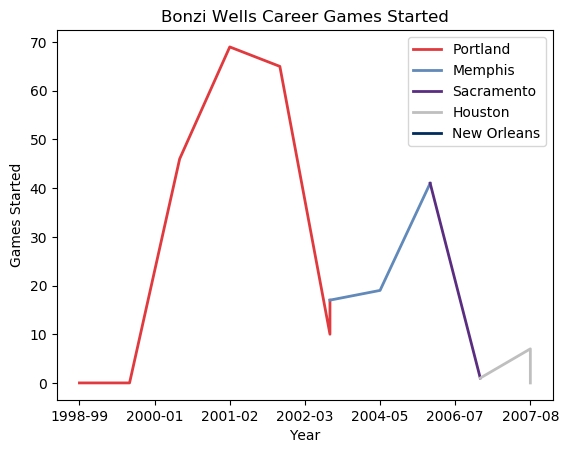 Bonzi Wells Career Games Started
70
60
50
40
30
20
10
0
Games Started
Portland
Memphis
Sacramento
Houston
New Orleans
1998-99 2000-01 2001-02 2002-03 2004-05 2006-07 2007-08
Year